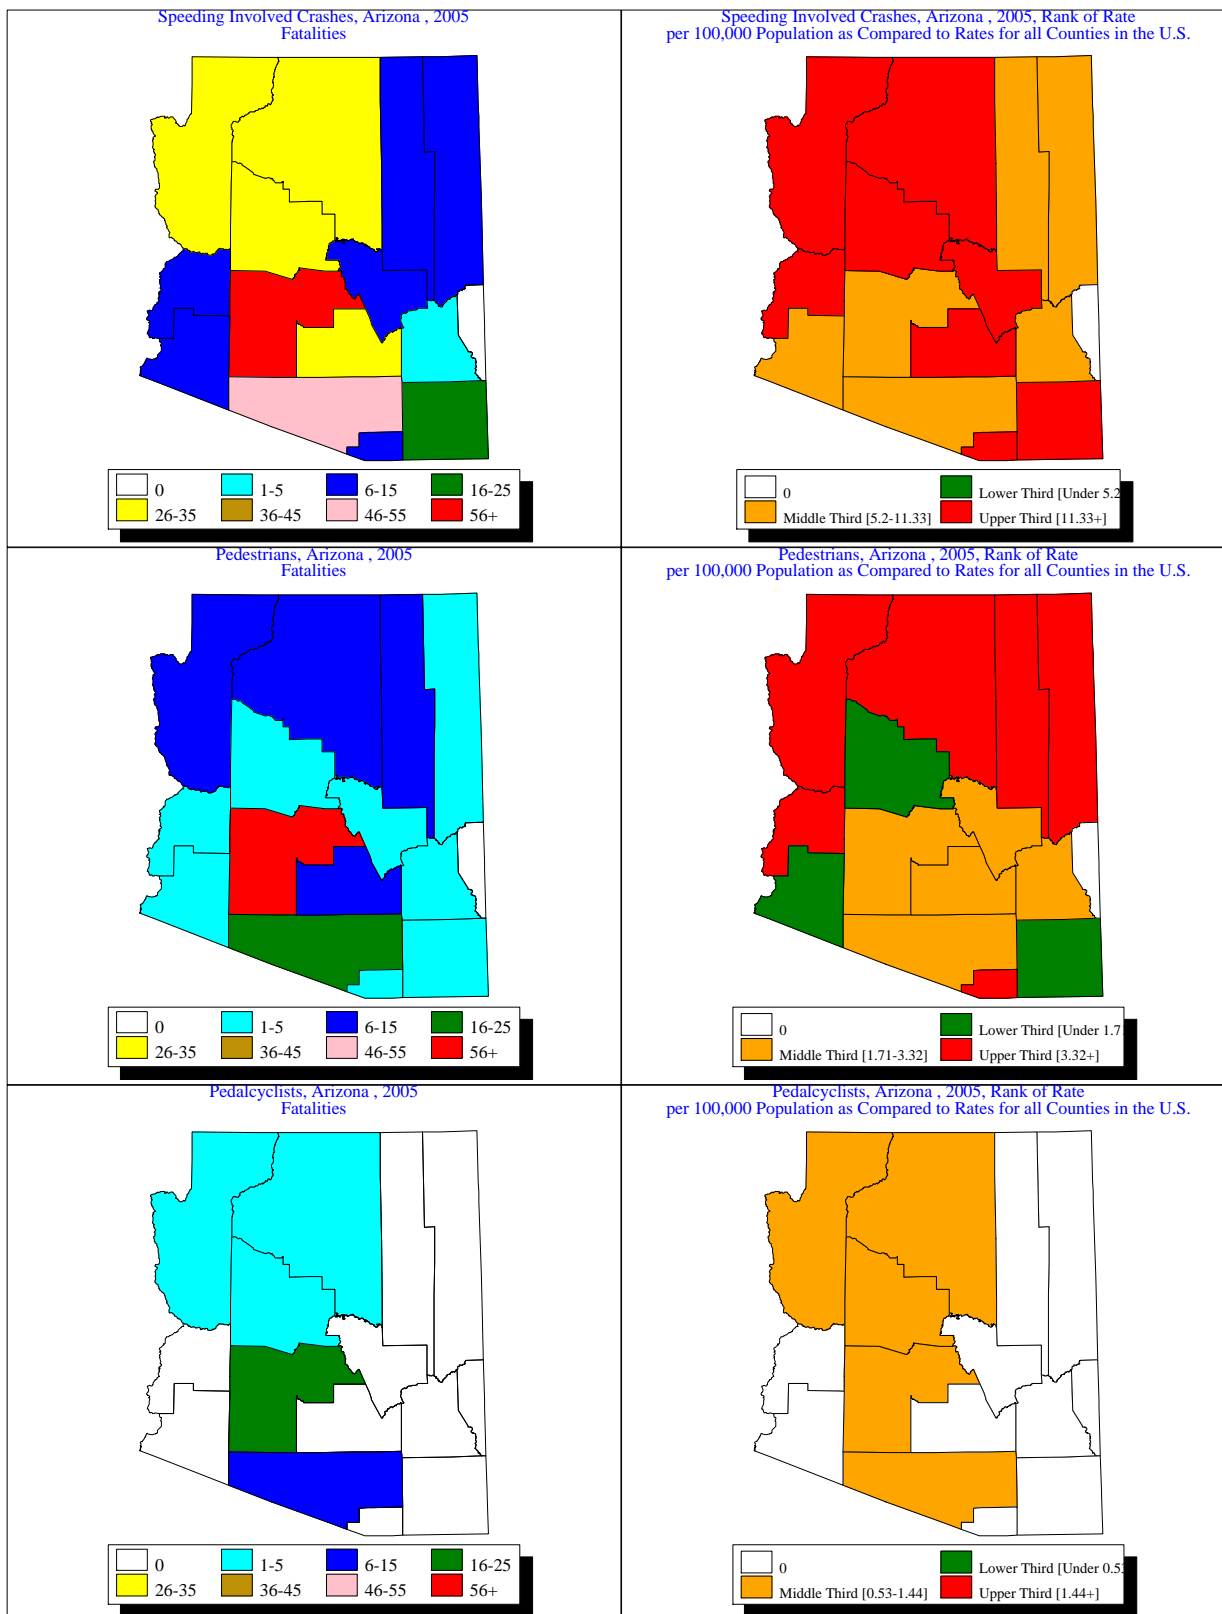 Speeding Involved Crashes, Arizona , 2005
Fatalities
0 1-5 6-15 16-25
26-35 36-45 46-55 56+
Speeding Involved Crashes, Arizona , 2005, Rank of Rate
per 100,000 Population as Compared to Rates for all Counties in the U.S.
0 Lower Third [Under 5.2
Middle Third [5.2-11.33] Upper Third [11.33+]
Pedestrians, Arizona , 2005
Fatalities
0 1-5 6-15 16-25
26-35 36-45 46-55 56+
Pedestrians, Arizona , 2005, Rank of Rate
per 100,000 Population as Compared to Rates for all Counties in the U.S.
0 Lower Third [Under 1.7
Middle Third [1.71-3.32] Upper Third [3.32+]
Pedalcyclists, Arizona , 2005
Fatalities
0 1-5 6-15 16-25
26-35 36-45 46-55 56+
Pedalcyclists, Arizona , 2005, Rank of Rate
per 100,000 Population as Compared to Rates for all Counties in the U.S.
0 Lower Third [Under 0.53
Middle Third [0.53-1.44] Upper Third [1.44+]